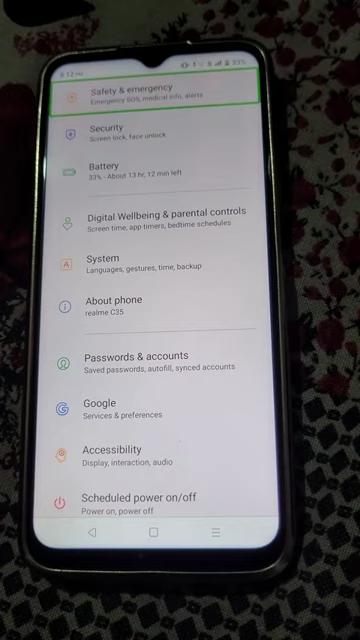 6:12 PM
33%
Safety & emergency
Emergency SOS, medical info, alerts
Security
Screen lock, face unlock
Battery
33% - About 13 hr, 12 min left
Digital Wellbeing & parental controls
Screen time, app timers, bedtime schedules
System
Languages, gestures, time, backup
About phone
realme C35
Passwords & accounts
Saved passwords, autofill, synced accounts
Google
Services & preferences
Accessibility
Display, interaction, audio
Scheduled power on/off
Power on, power off